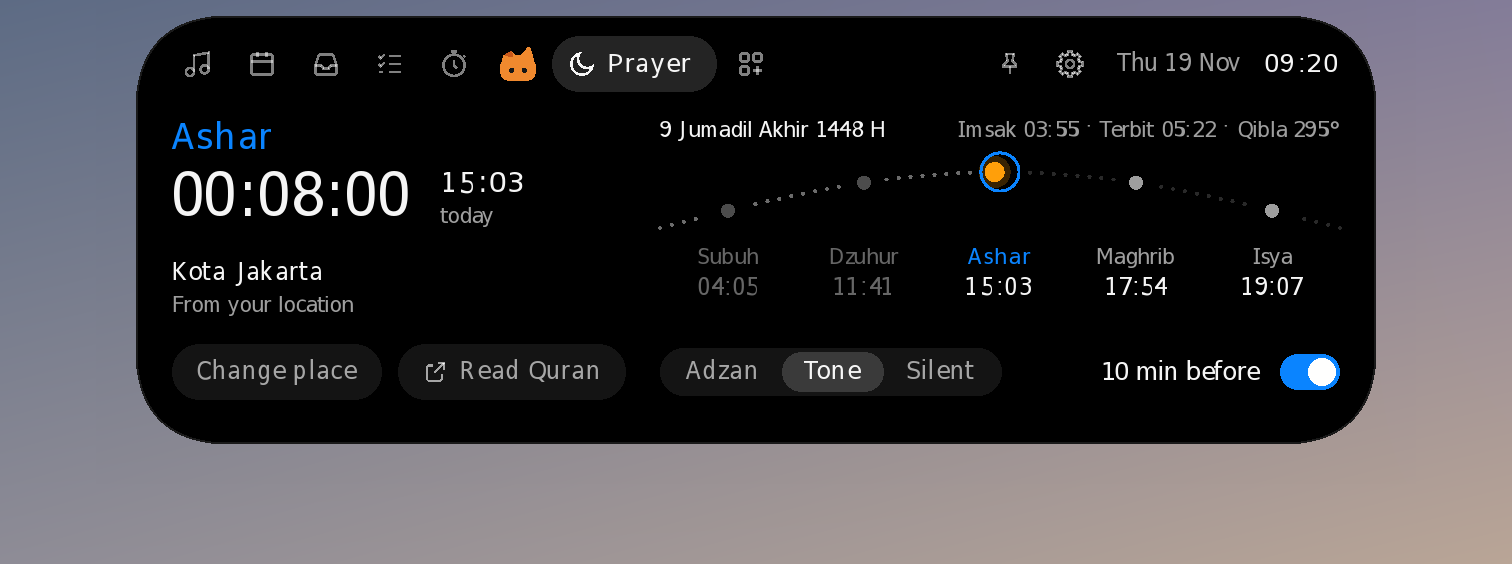 Prayer
Thu 19 Nov 09:20
Ashar
00:08:00
15:03
today
Kota Jakarta
From your location
Change place
Read Quran
9 Jumadil Akhir 1448 H
Imsak 03:55 · Terbit 05:22 · Qibla 295°
Subuh Dzuhur Ashar Maghrib Isya
04:05 11:41 15:03 17:54 19:07
Adzan Tone Silent
10 min before